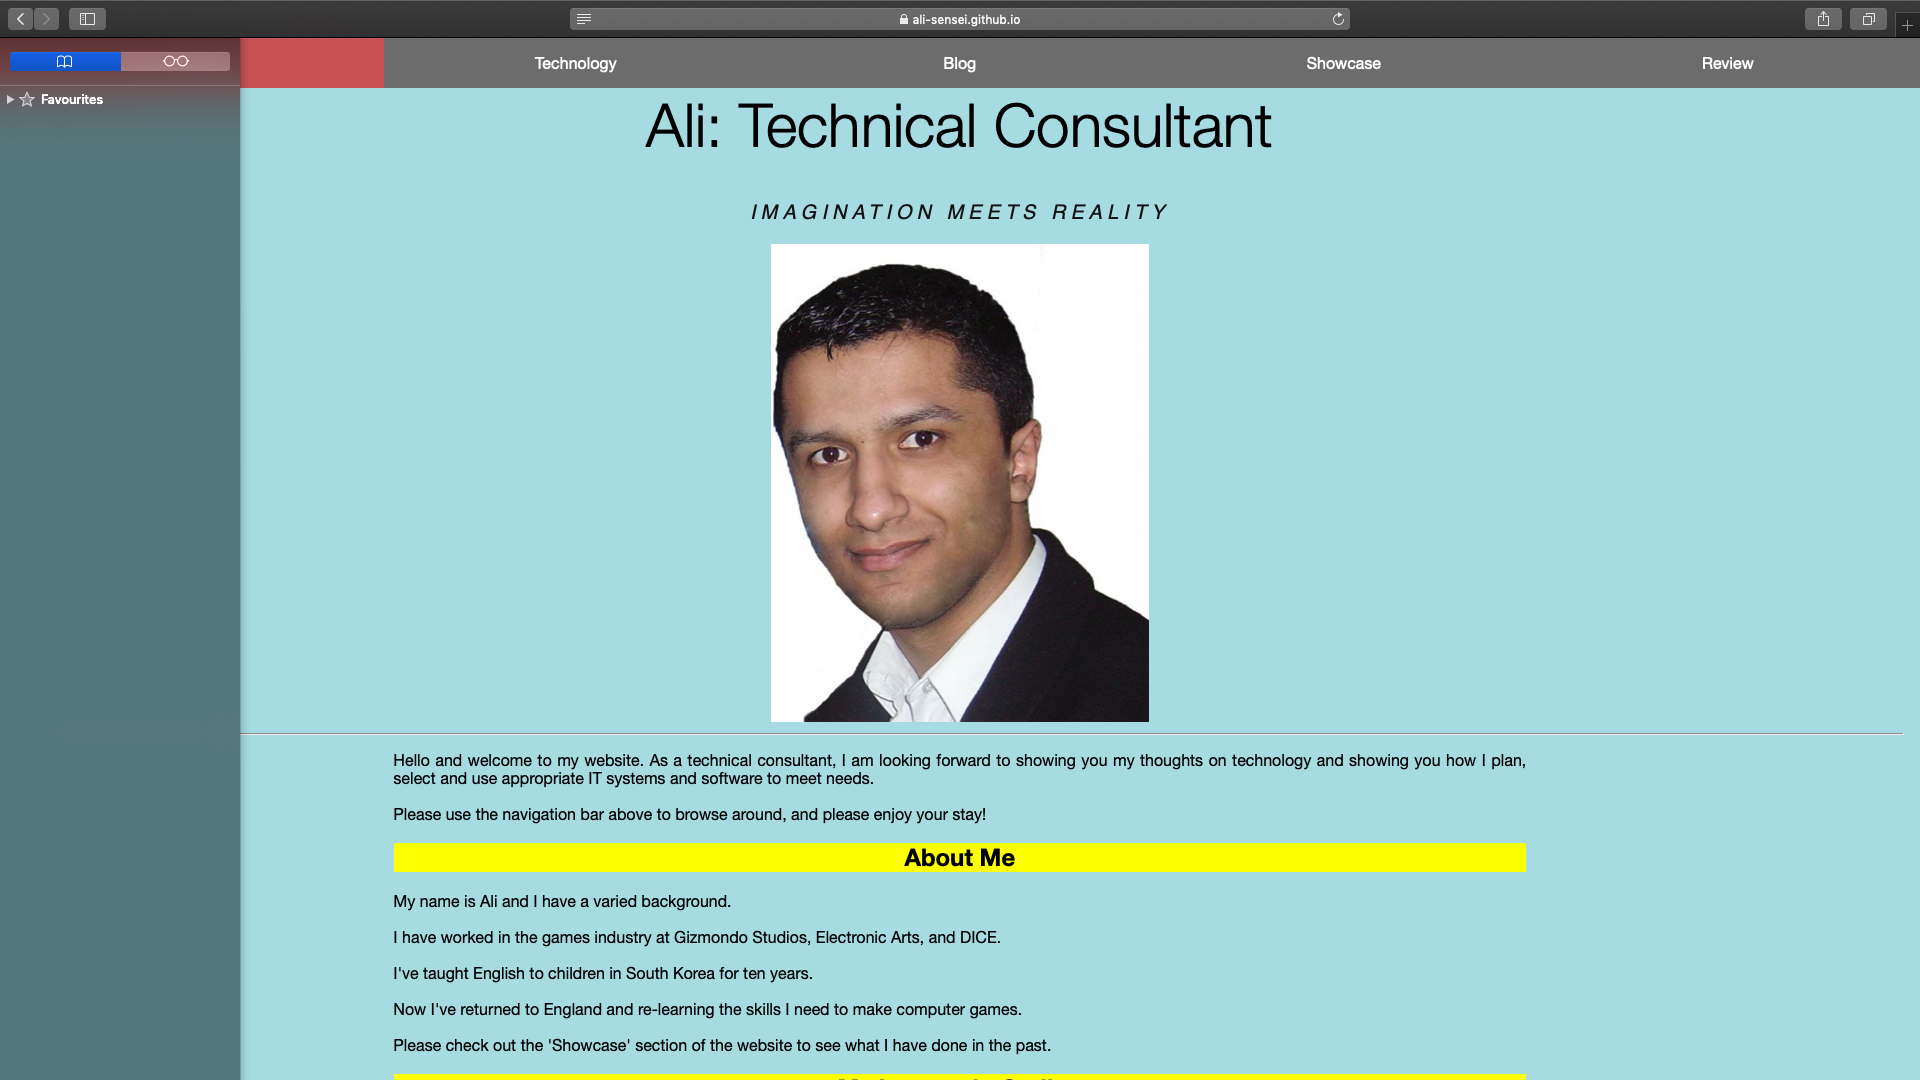 ali-sensei.github.io
Technology Blog Showcase Review
Favourites
Ali: Technical Consultant
IMAGINATION MEETS REALITY
Hello and welcome to my website. As a technical consultant, I am looking forward to showing you my thoughts on technology and showing you how I plan,
select and use appropriate IT systems and software to meet needs.
Please use the navigation bar above to browse around, and please enjoy your stay!
About Me
My name is Ali and I have a varied background.
I have worked in the games industry at Gizmondo Studios, Electronic Arts, and DICE.
I've taught English to children in South Korea for ten years.
Now I've returned to England and re-learning the skills I need to make computer games.
Please check out the 'Showcase' section of the website to see what I have done in the past.